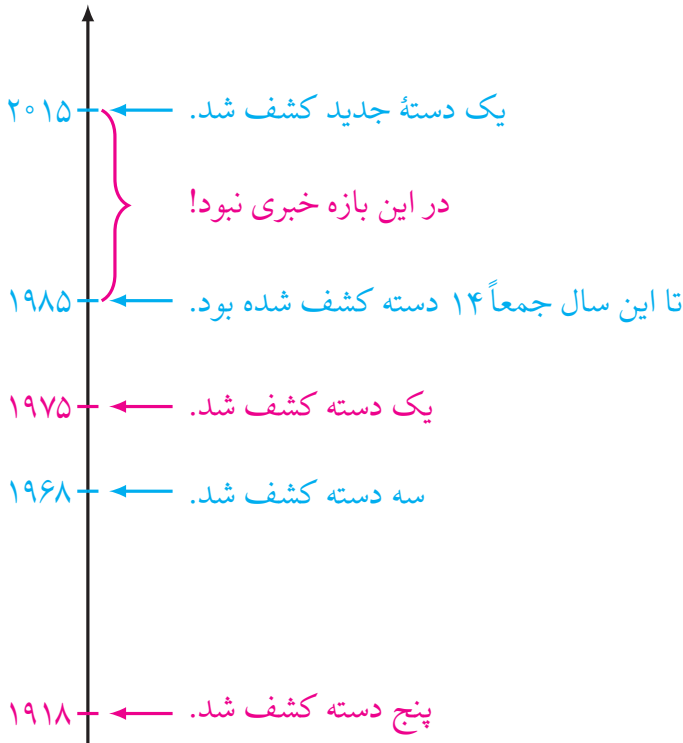 ۲۰۱۵ یک دستهٔ جدید کشف شد.
در این بازه خبری نبود!
۱۹۸۵ تا این سال جمعاً ۱۴ دسته کشف شده بود.
۱۹۷۵ یک دسته کشف شد.
۱۹۶۸ سه دسته کشف شد.
۱۹۱۸ پنج دسته کشف شد.